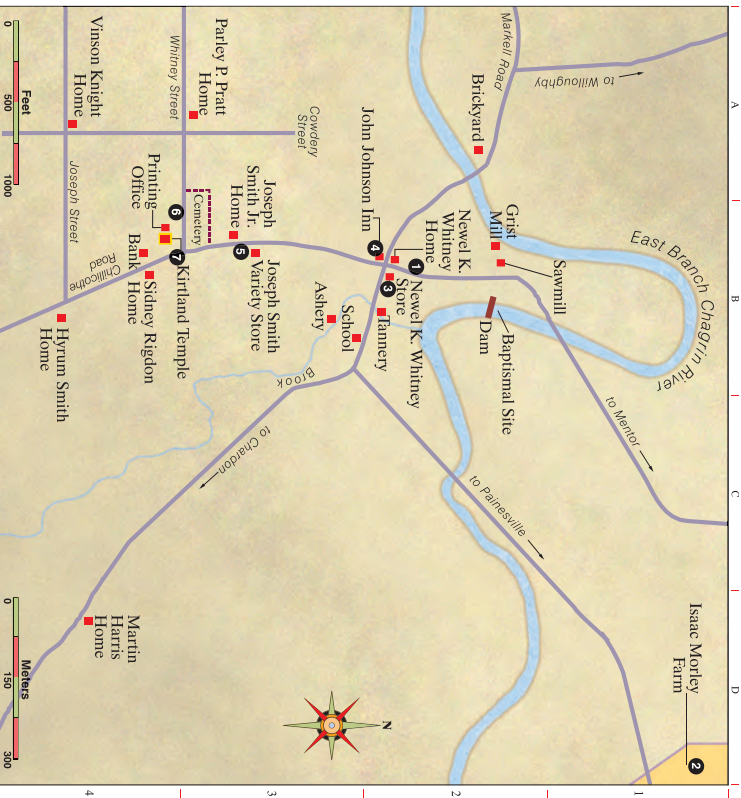 A
B
C
D
1
2
3
4
Markell Road
to Willoughby
Brickyard
East Branch Chagrin River
Grist
Mill
Sawmill
Dam
Baptismal Site
to Mentor
to Painesville
Isaac Morley
Farm
2
John Johnson Inn
4
Newel K.
Whitney
Home
1
3
Newel K. Whitney
Store
Tannery
School
Ashery
Brook
to Chardon
Cowdery
Street
Parley P. Pratt
Home
Whitney Street
Cemetery
Joseph
Smith Jr.
Home
5
Joseph Smith
Variety Store
6
7
Kirtland Temple
Printing
Office
Sidney Rigdon
Home
Bank
Vinson Knight
Home
Joseph Street
Chillicothe
Road
Hyrum Smith
Home
Martin
Harris
Home
N
Feet
0 500 1000
Meters
0 150 300